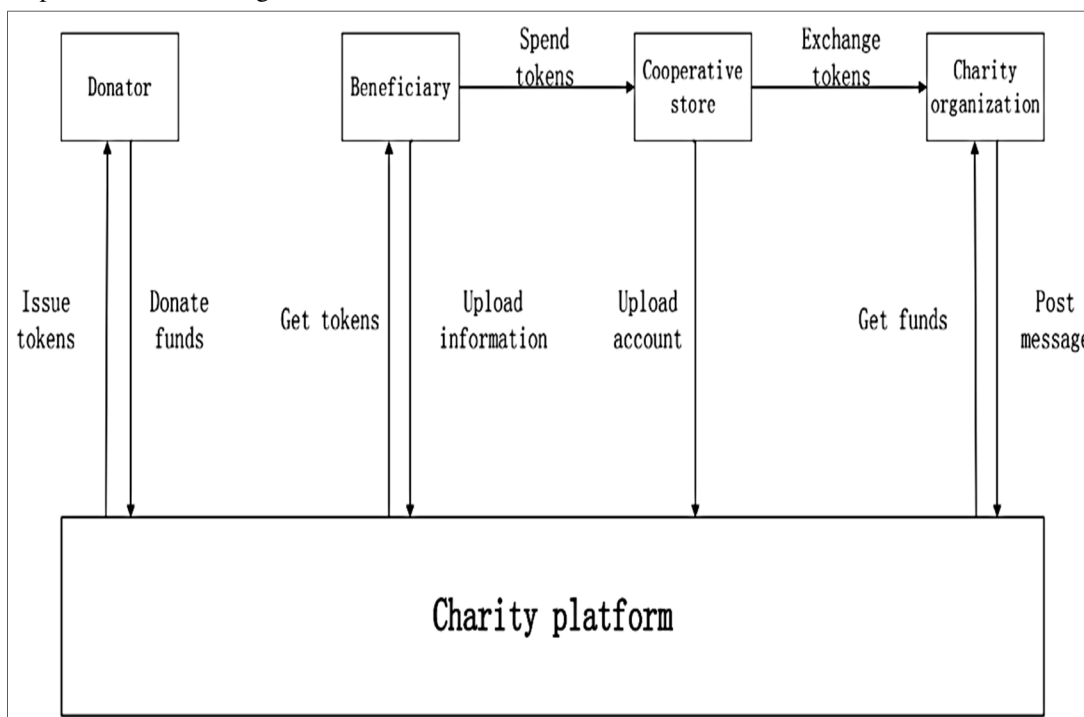 Spend
tokens
Exchange
tokens
Donator
Beneficiary
Cooperative
store
Charity
organization
Issue
tokens
Donate
funds
Get tokens
Upload
information
Upload
account
Get funds
Post
message
Charity platform